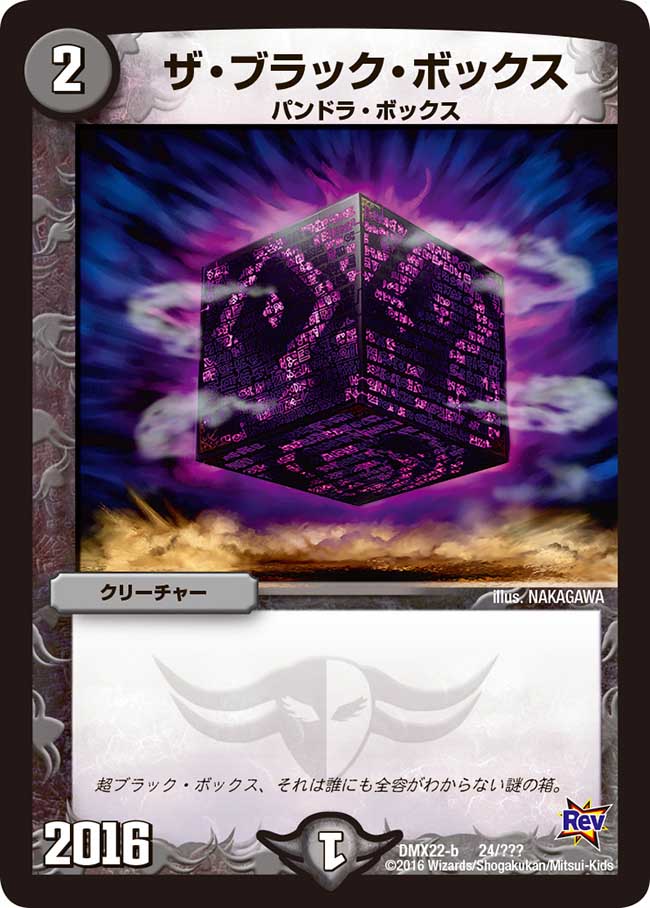 2
ザ・ブラック・ボックス
パンドラ・ボックス
クリーチャー
illus. NAKAGAWA
超ブラック・ボックス、それは誰にも全容がわからない謎の箱。
2016
1
Rev
DMX22-b 24/???
©2016 Wizards/Shogakukan/Mitsui-Kids